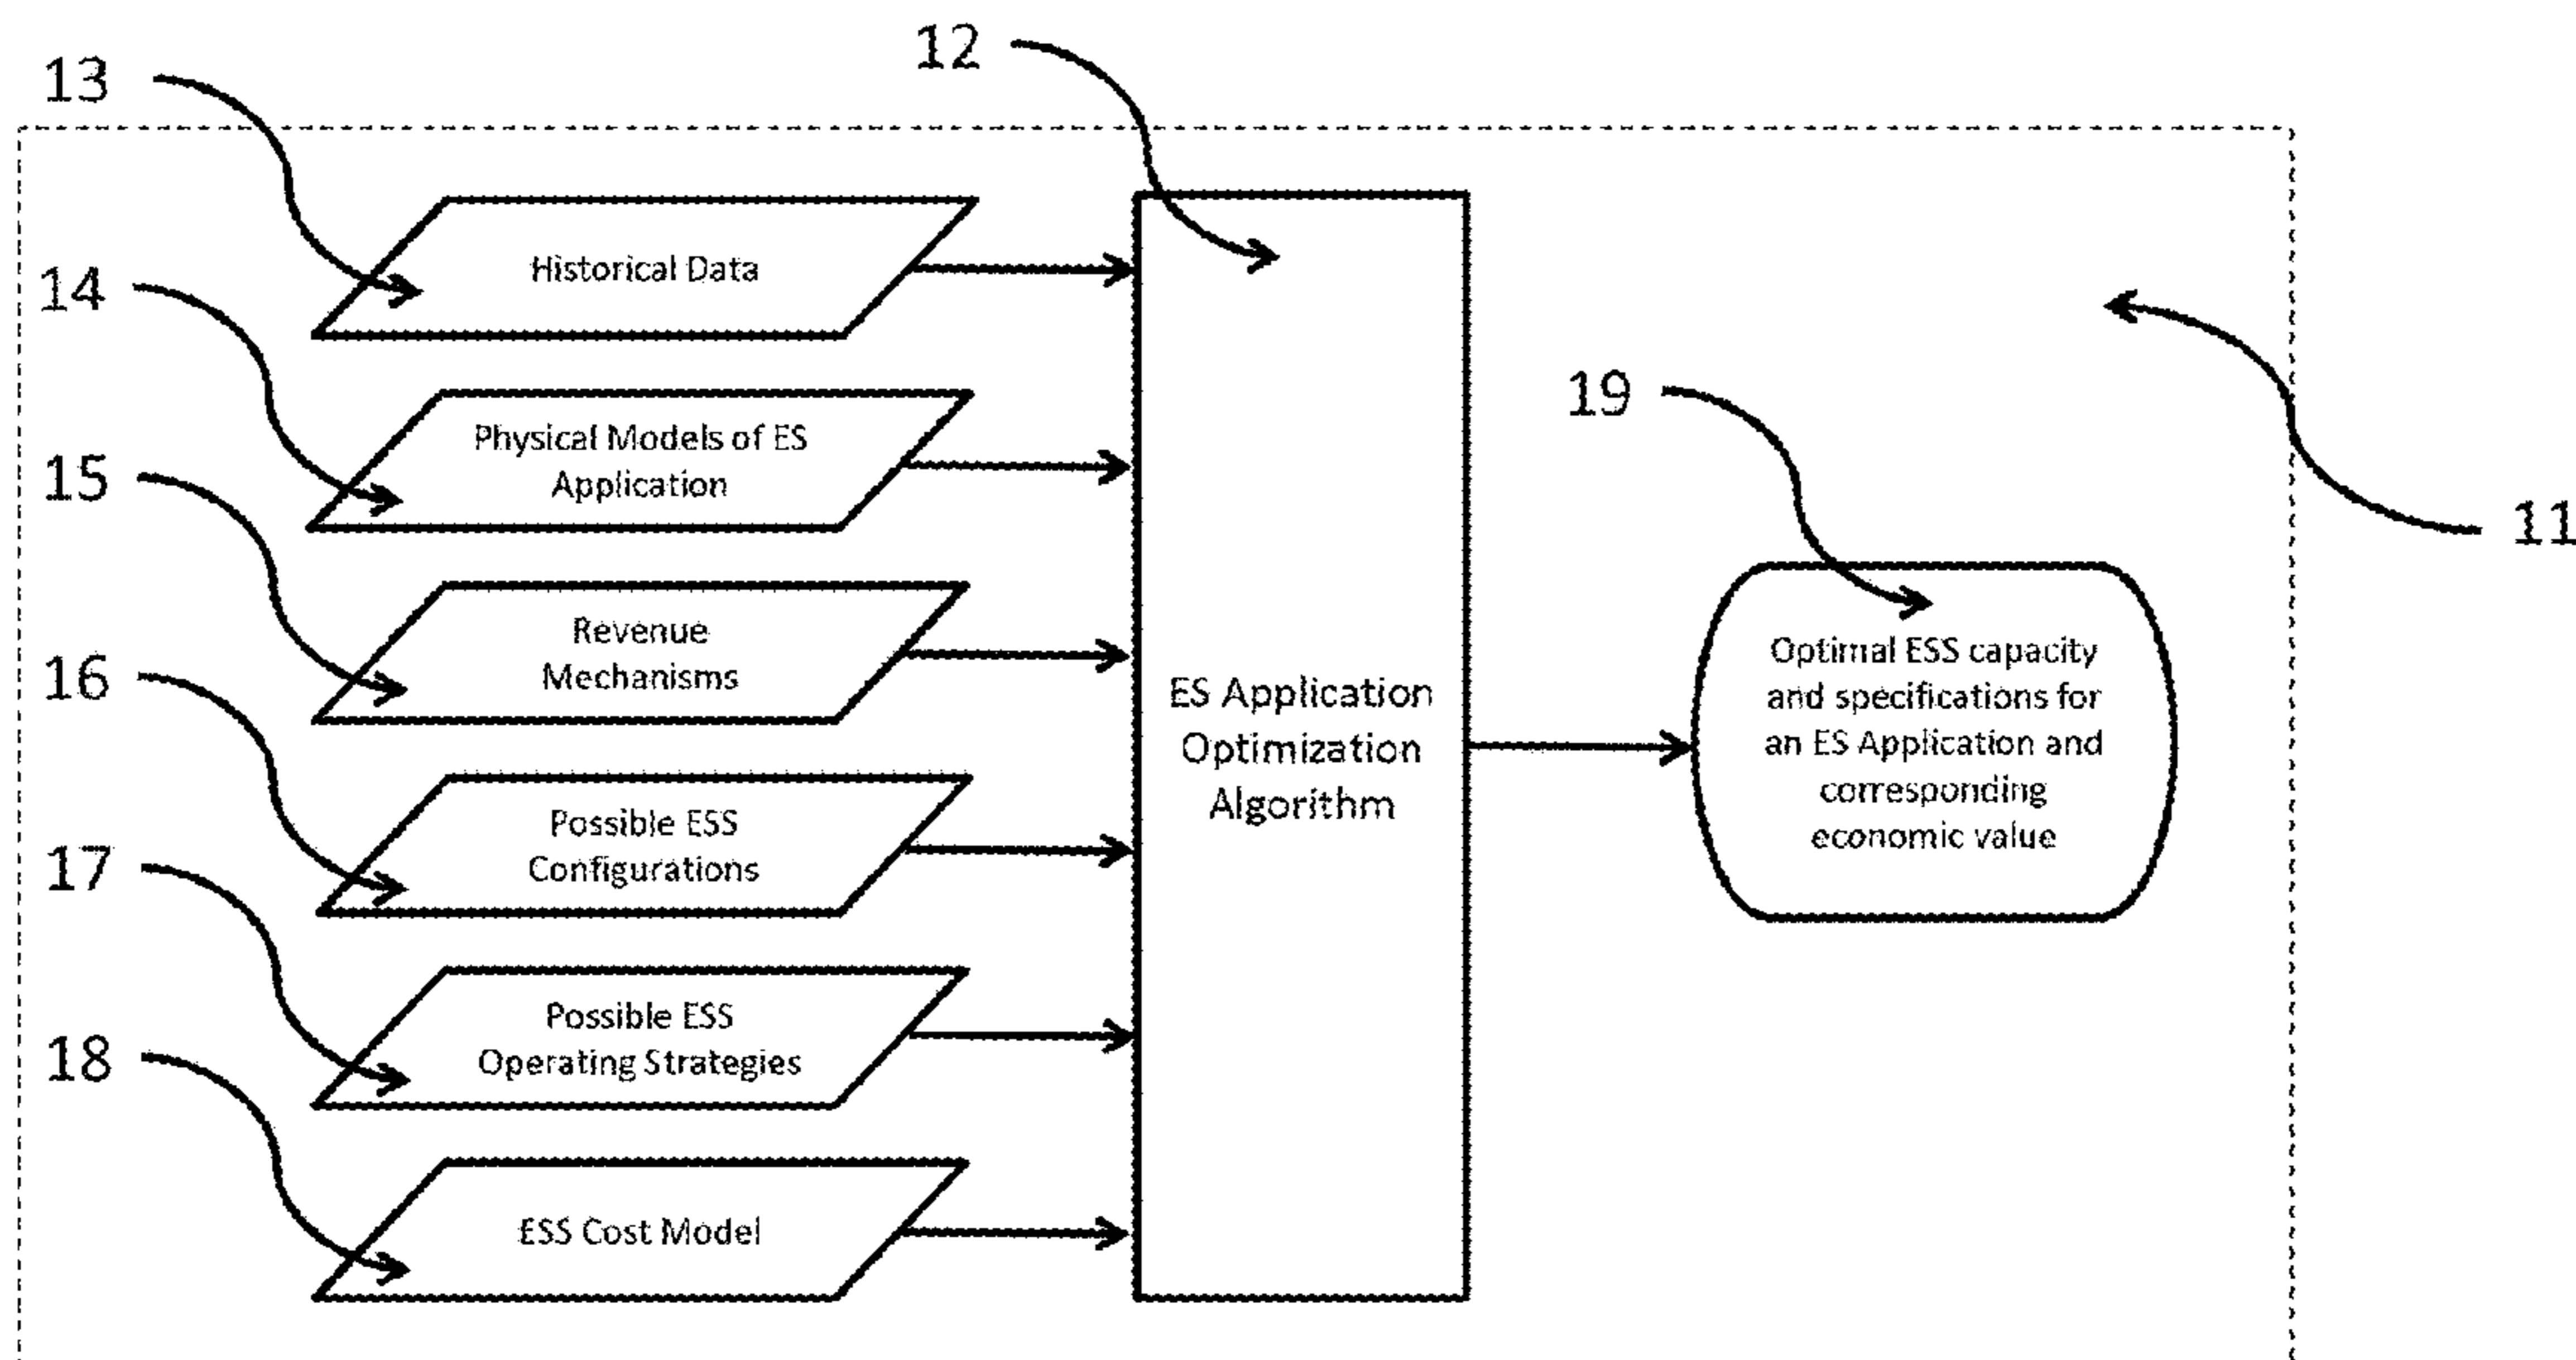 12
13
Historical Data
14
Physical Models of ES
Application
19
15
Revenue
Mechanisms
11
16
Possible ESS
Configurations
ES Application
Optimization
Algorithm
Optimal ESS capacity
and specifications for
an ES Application and
corresponding
economic value
17
Possible ESS
Operating Strategies
18
ESS Cost Model